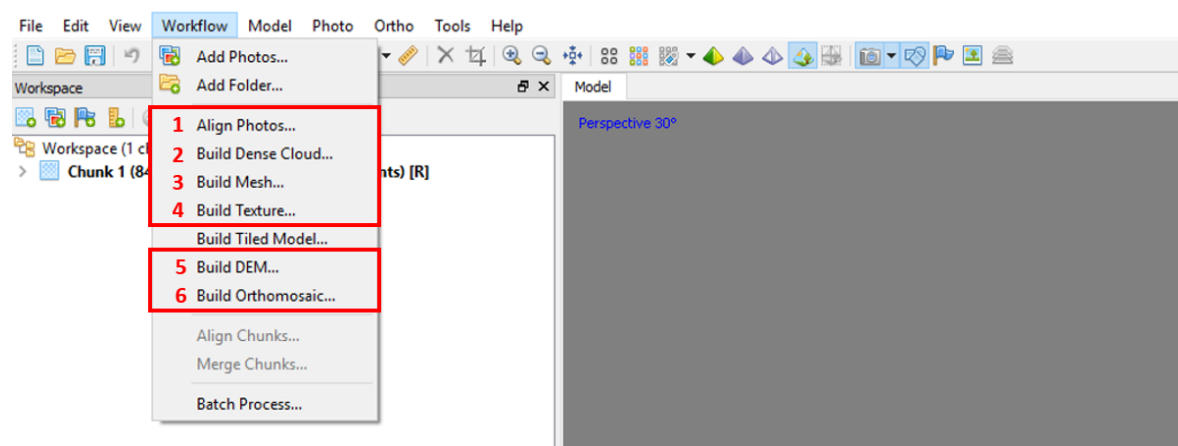 File Edit View Workflow Model Photo Ortho Tools Help
Add Photos...
Workspace
Model
Add Folder...
1 Align Photos...
Perspective 30°
2 Build Dense Cloud...
Workspace (1 c
3 Build Mesh...
Chunk 1 (84 nts) [R]
4 Build Texture...
Build Tiled Model...
5 Build DEM...
6 Build Orthomosaic...
Align Chunks...
Merge Chunks...
Batch Process...